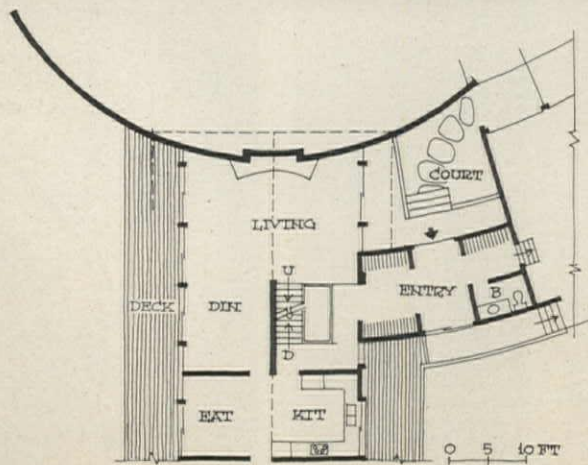 COURT
LIVING
U
ENTRY
B
DECK
DIN
D
EAT
KIT
0 5 10 FT